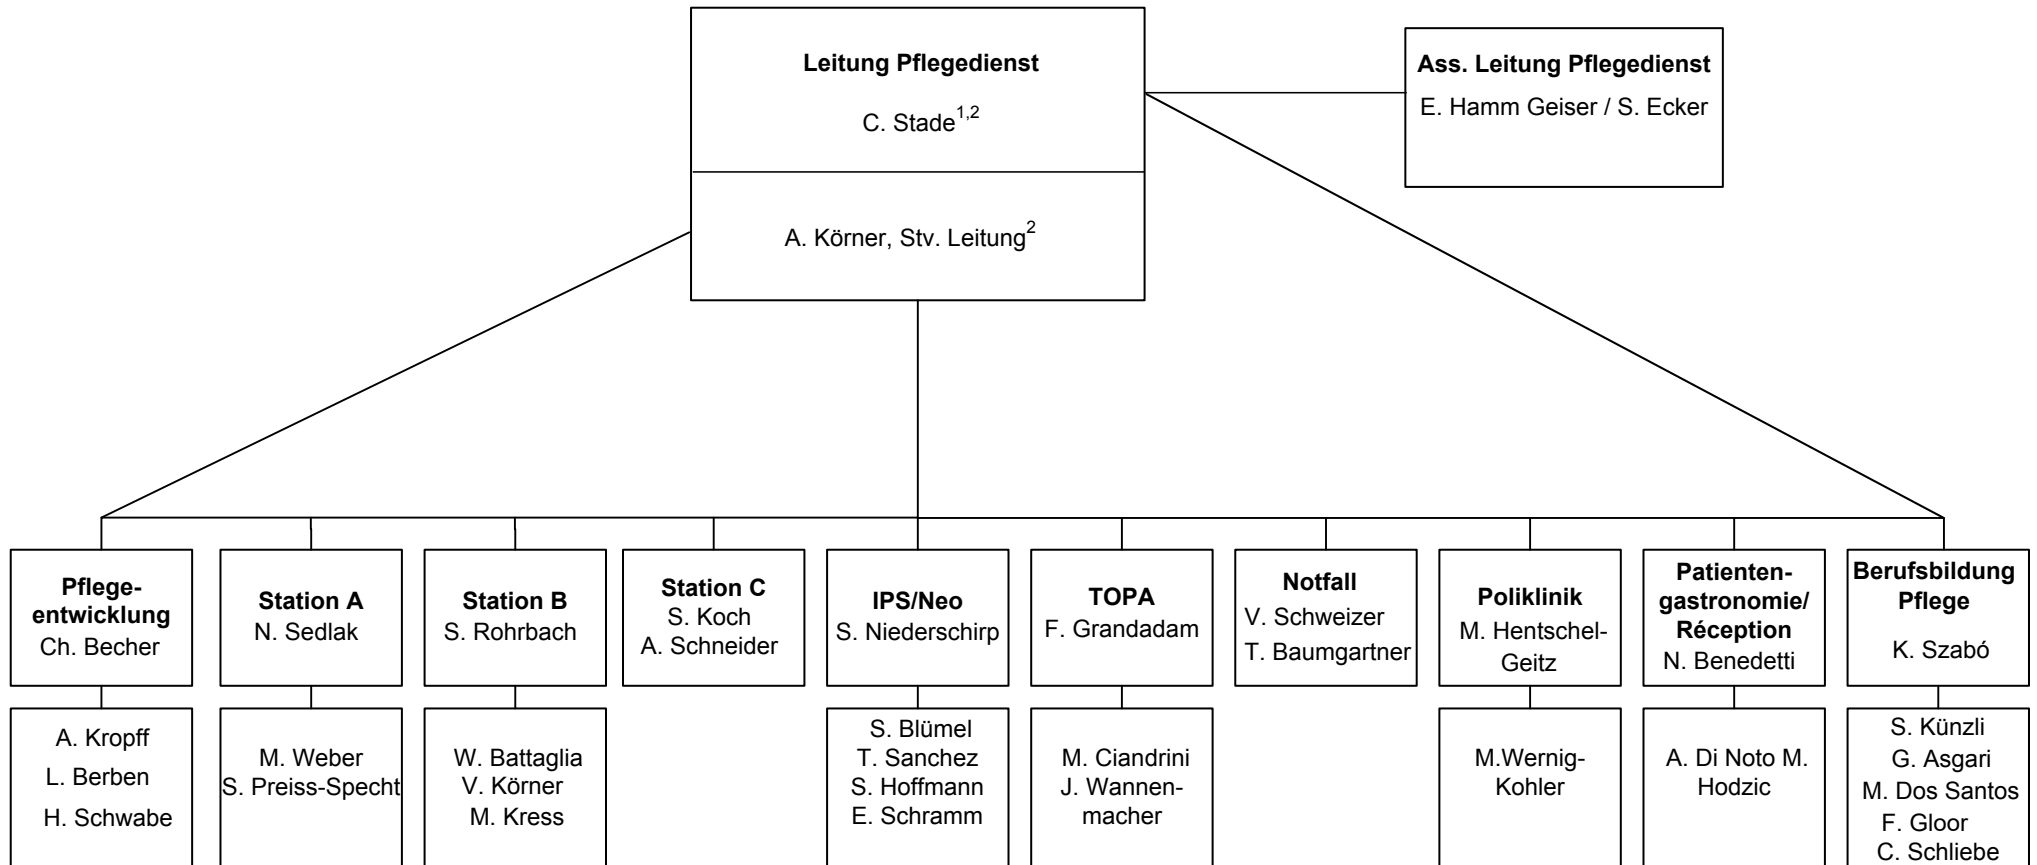 Leitung Pflegedienst
C. Stade1,2
A. Körner, Stv. Leitung2
Ass. Leitung Pflegedienst
E. Hamm Geiser / S. Ecker
Pflege-
entwicklung
Ch. Becher
A. Kropff
L. Berben
H. Schwabe
Station A
N. Sedlak
M. Weber
S. Preiss-Specht
Station B
S. Rohrbach
W. Battaglia
V. Körner
M. Kress
Station C
S. Koch
A. Schneider
IPS/Neo
S. Niederschirp
S. Blümel
T. Sanchez
S. Hoffmann
E. Schramm
TOPA
F. Grandadam
M. Ciandrini
J. Wannen-
macher
Notfall
V. Schweizer
T. Baumgartner
Poliklinik
M. Hentschel-
Geitz
M.Wernig-
Kohler
Patienten-
gastronomie/
Réception
N. Benedetti
A. Di Noto M.
Hodzic
Berufsbildung
Pflege
K. Szabó
S. Künzli
G. Asgari
M. Dos Santos
F. Gloor
C. Schliebe